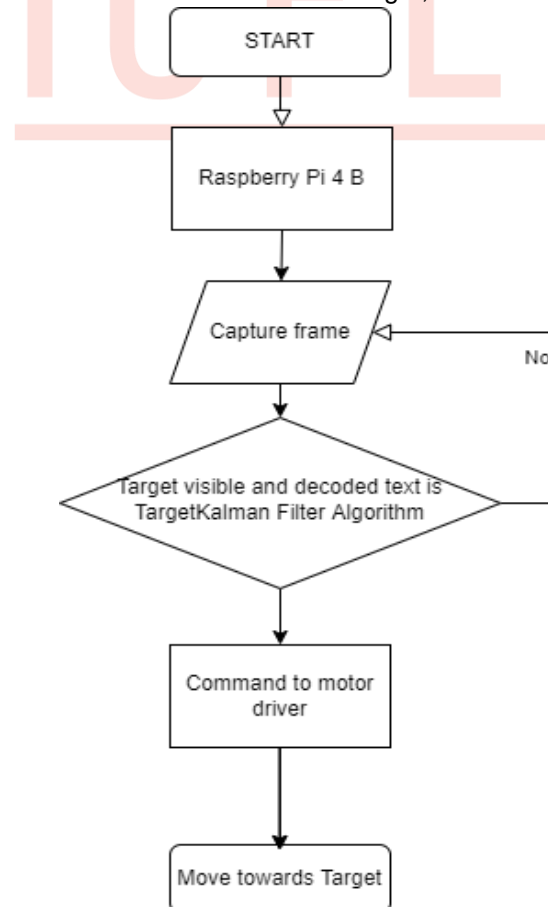 START
Raspberry Pi 4 B
Capture frame
No
Target visible and decoded text is
TargetKalman Filter Algorithm
Command to motor
driver
Move towards Target